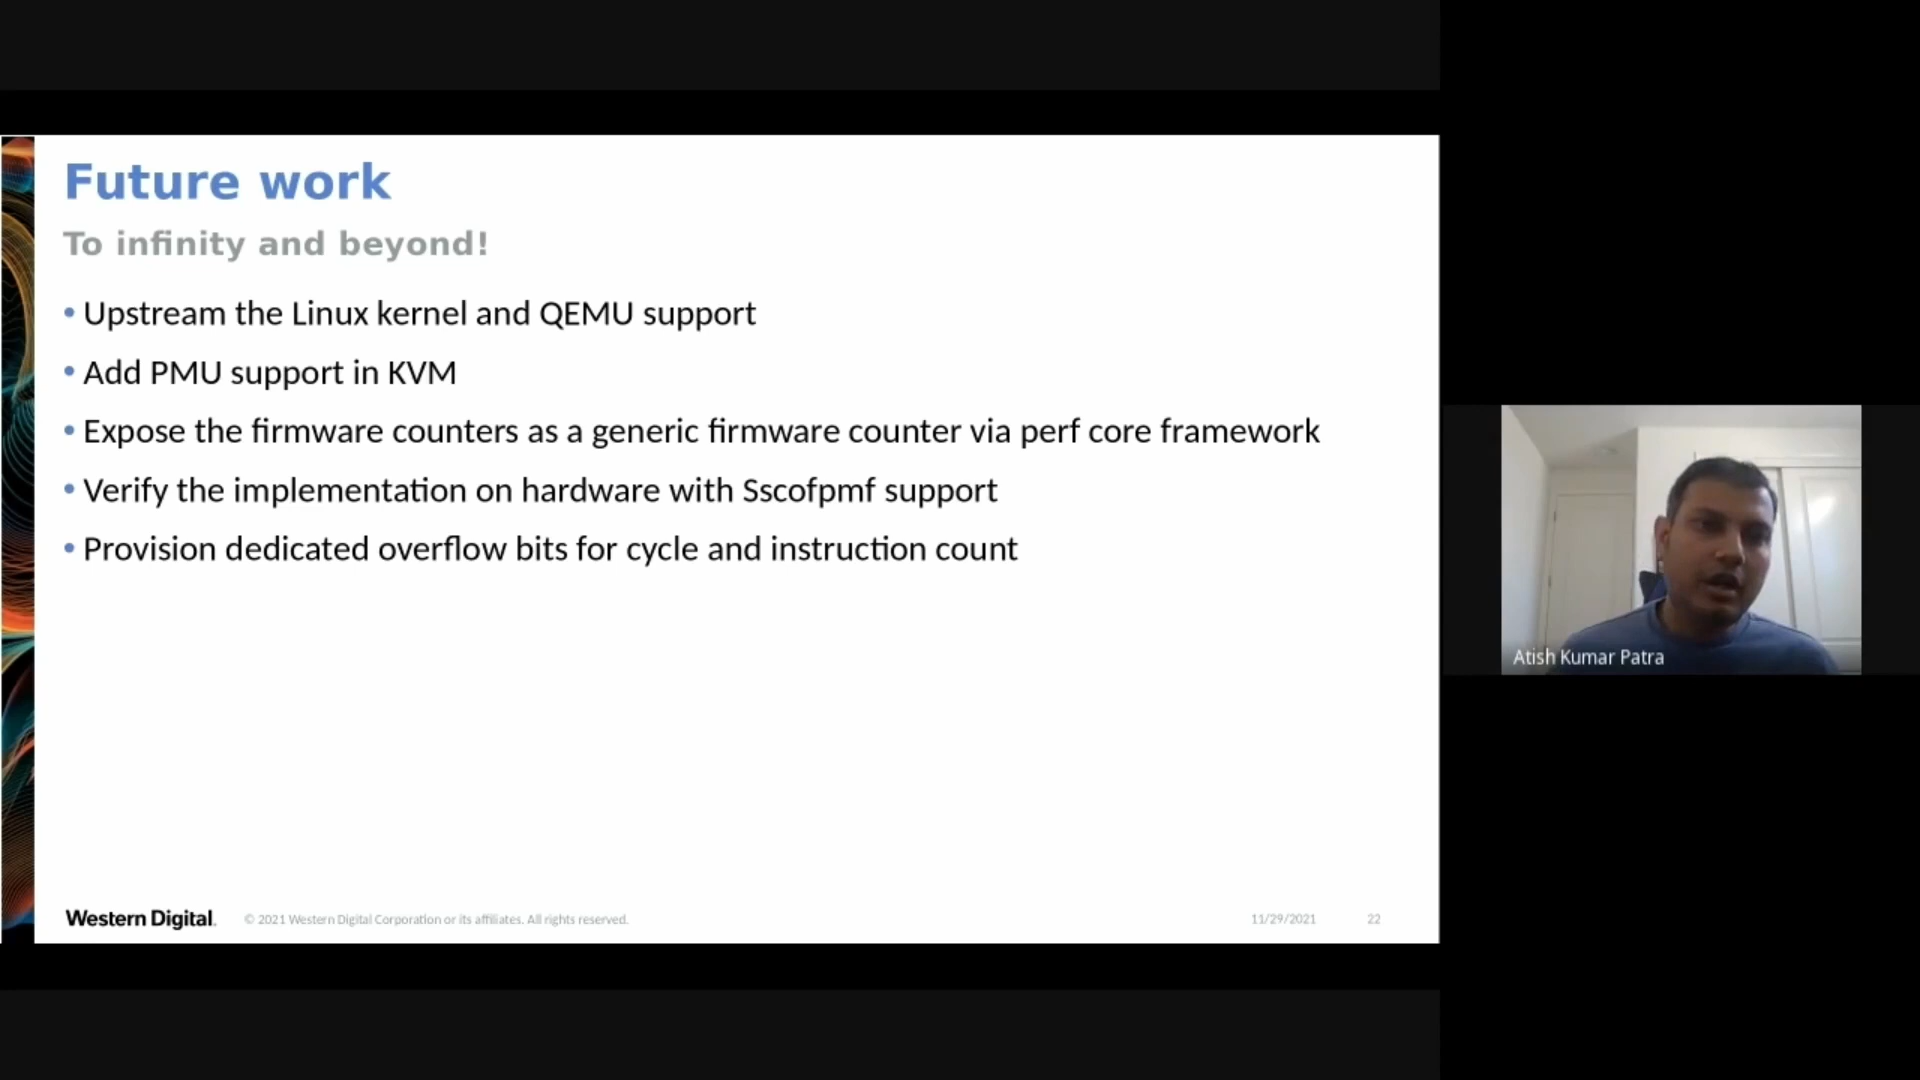 Future work
To infinity and beyond!
• Upstream the Linux kernel and QEMU support
• Add PMU support in KVM
• Expose the firmware counters as a generic firmware counter via perf core framework
• Verify the implementation on hardware with Sscofpmf support
• Provision dedicated overflow bits for cycle and instruction count
Western Digital. © 2021 Western Digital Corporation or its affiliates. All rights reserved. 11/29/2021 22
Atish Kumar Patra